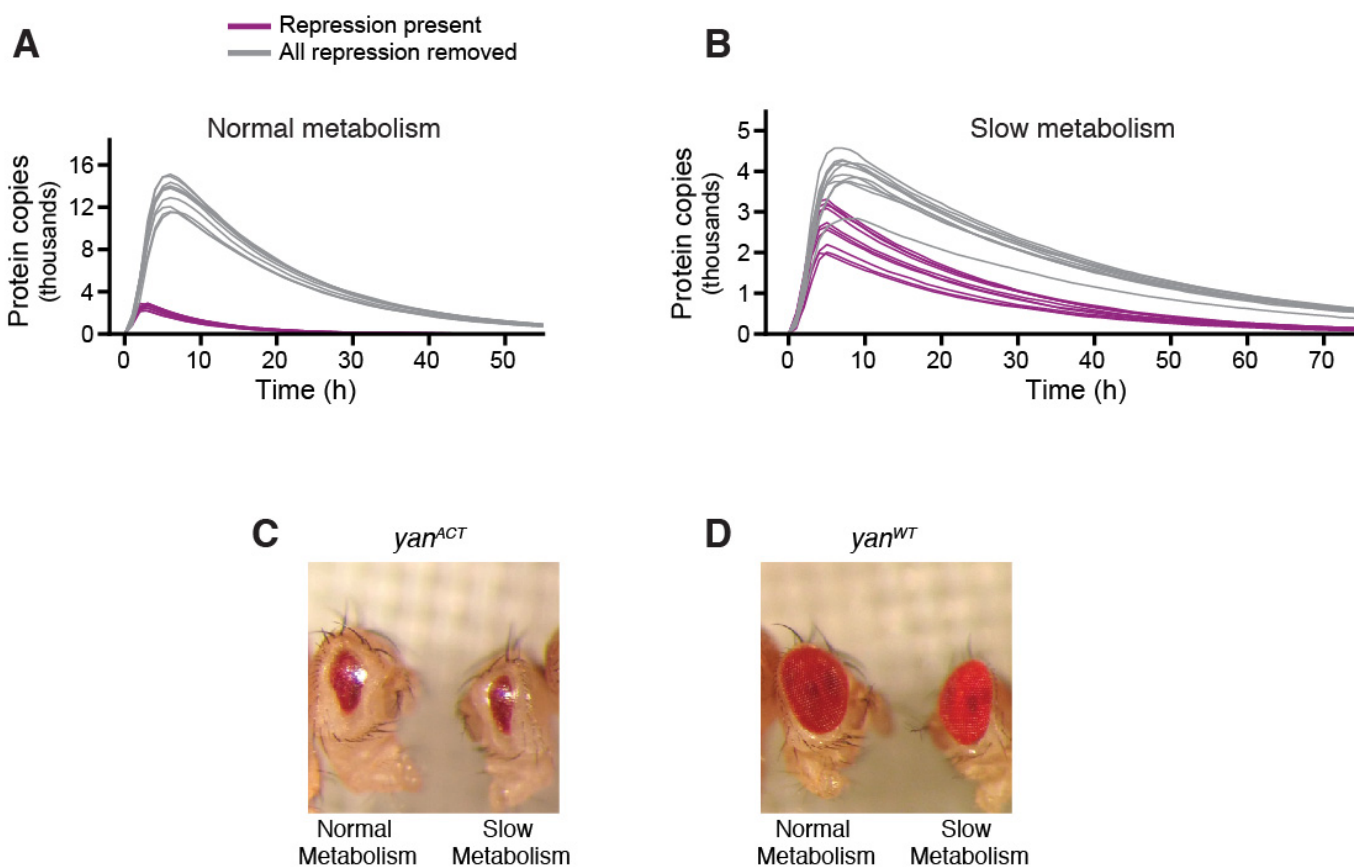 A
Repression present
All repression removed
B
Normal metabolism
Protein copies
(thousands)
16
12
8
4
0
0 10 20 30 40 50
Time (h)
Slow metabolism
Protein copies
(thousands)
5
4
3
2
1
0
0 10 20 30 40 50 60 70
Time (h)
C
yanACT
Normal
Metabolism
Slow
Metabolism
D
yanWT
Normal
Metabolism
Slow
Metabolism